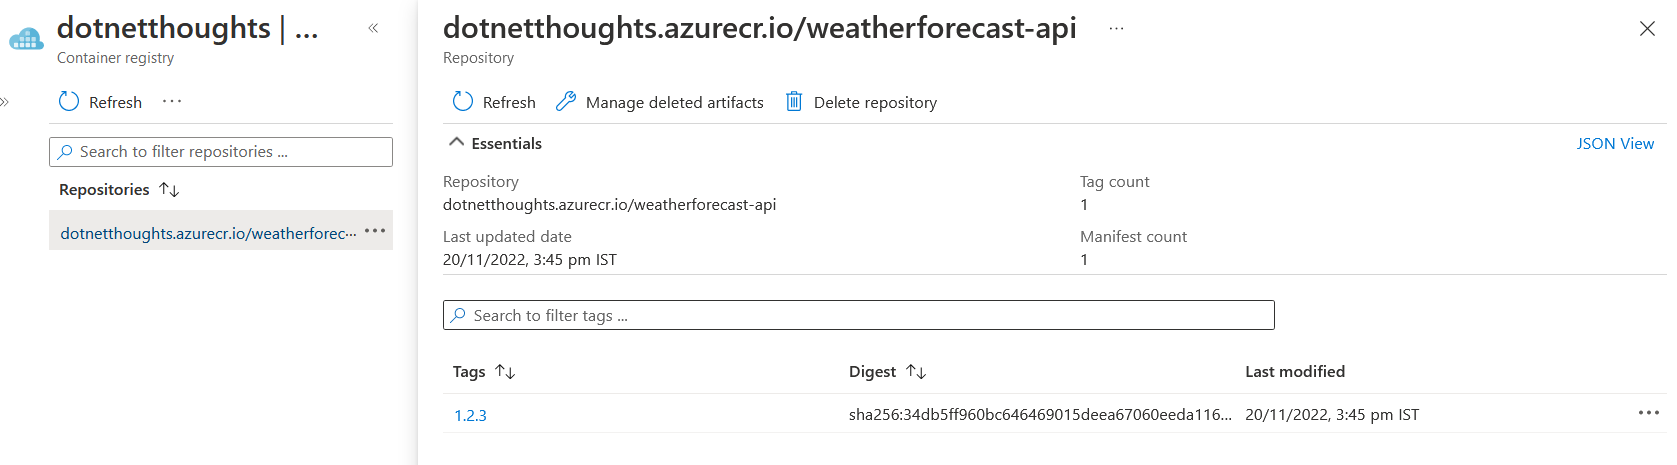 dotnetthoughts | ...
Container registry
Refresh ...
Search to filter repositories ...
Repositories
dotnetthoughts.azurecr.io/weatherforec...
dotnetthoughts.azurecr.io/weatherforecast-api ...
Repository
Refresh Manage deleted artifacts Delete repository
Essentials JSON View
Repository Tag count
dotnetthoughts.azurecr.io/weatherforecast-api 1
Last updated date Manifest count
20/11/2022, 3:45 pm IST 1
Search to filter tags ...
Tags Digest Last modified
1.2.3 sha256:34db5ff960bc646469015deea67060eeda116... 20/11/2022, 3:45 pm IST